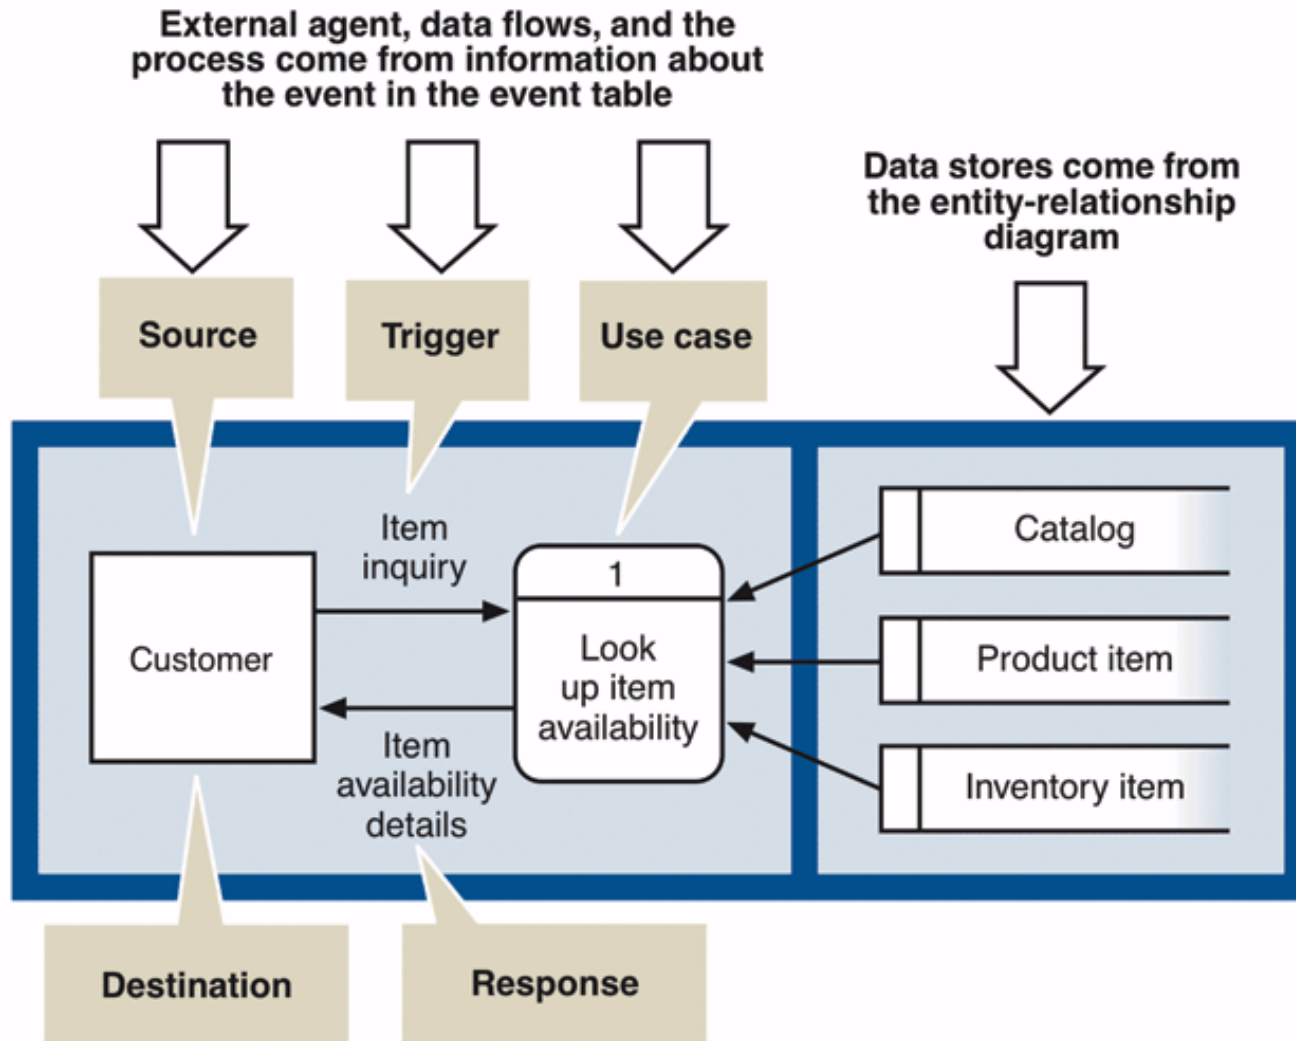 External agent, data flows, and the
process come from information about
the event in the event table
Data stores come from
the entity-relationship
diagram
Source
Trigger
Use case
Item
inquiry
Customer
1
Look
up item
availability
Item
availability
details
Catalog
Product item
Inventory item
Destination
Response